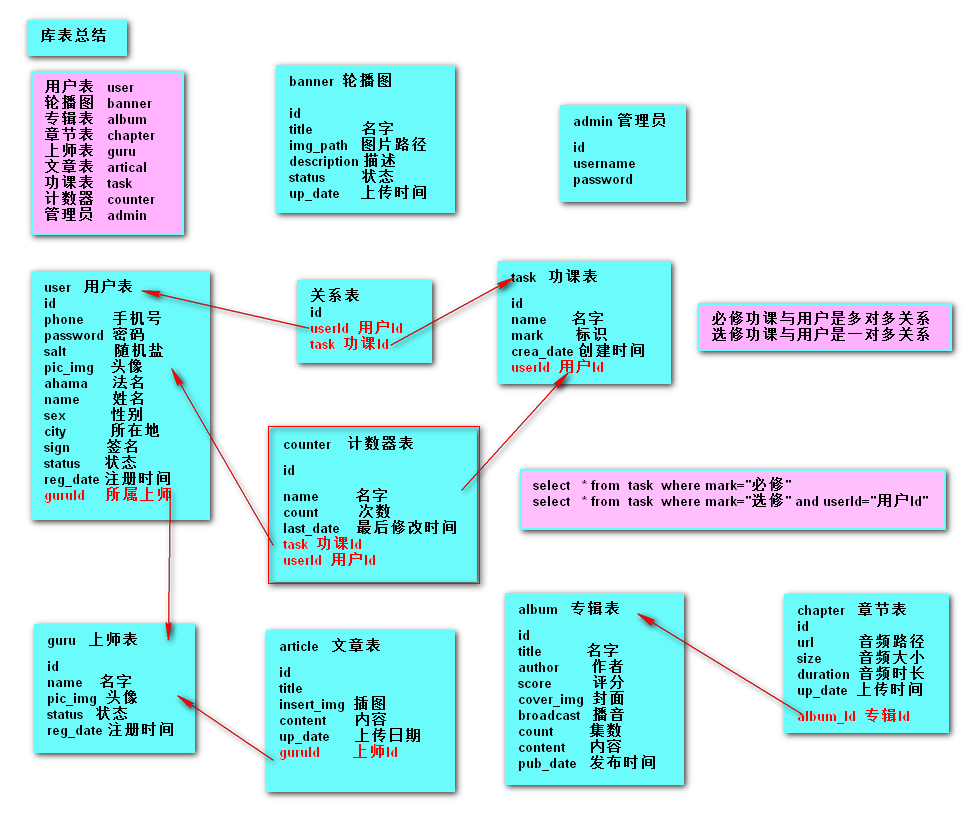 库表总结
用户表 user
轮播图 banner
专辑表 album
章节表 chapter
上师表 guru
文章表 artical
功课表 task
计数器 counter
管理员 admin
banner 轮播图
id
title 名字
img_path 图片路径
description 描述
status 状态
up_date 上传时间
admin 管理员
id
username
password
user 用户表
id
phone 手机号
password 密码
salt 随机盐
pic_img 头像
ahama 法名
name 姓名
sex 性别
city 所在地
sign 签名
status 状态
reg_date 注册时间
guruId 所属上师
关系表
id
userId 用户Id
task 功课Id
task 功课表
id
name 名字
mark 标识
crea_date 创建时间
userId 用户Id
必修功课与用户是多对多关系
选修功课与用户是一对多关系
counter 计数器表
id
name 名字
count 次数
last_date 最后修改时间
task 功课Id
userId 用户Id
select * from task where mark="必修"
select * from task where mark="选修" and userId="用户Id"
guru 上师表
id
name 名字
pic_img 头像
status 状态
reg_date 注册时间
article 文章表
id
title
insert_img 插图
content 内容
up_date 上传日期
guruId 上师Id
album 专辑表
id
title 名字
author 作者
score 评分
cover_img 封面
broadcast 播音
count 集数
content 内容
pub_date 发布时间
chapter 章节表
id
url 音频路径
size 音频大小
duration 音频时长
up_date 上传时间
album_Id 专辑Id